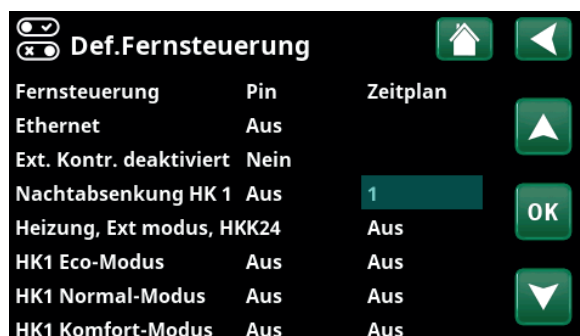 Def.Fernsteuerung
Fernsteuerung Pin Zeitplan
Ethernet Aus
Ext. Kontr. deaktiviert Nein
Nachtabsenkung HK 1 Aus 1
Heizung, Ext modus, HKK24 Aus
HK1 Eco-Modus Aus Aus
HK1 Normal-Modus Aus Aus
HK1 Komfort-Modus Aus Aus
OK